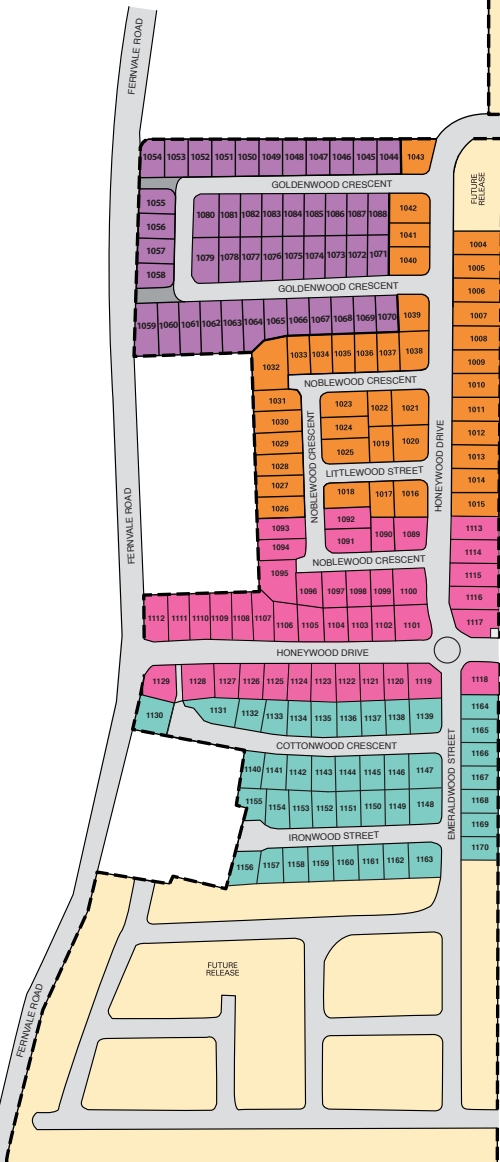 FERNVALE ROAD
1054 1053 1052 1051 1050 1049 1048 1047 1046 1045 1044 1043
GOLDENWOOD CRESCENT
FUTURE
RELEASE
1055
1056
1057
1058
1080 1081 1082 1083 1084 1085 1086 1087 1088
1042
1041
1040
1079 1078 1077 1076 1075 1074 1073 1072 1071
GOLDENWOOD CRESCENT
1059 1060 1061 1062 1063 1064 1065 1066 1067 1068 1069 1070 1039
1004
1005
1006
1007
1008
1009
1010
1011
1012
1013
1014
1015
1032 1033 1034 1035 1036 1037 1038
NOBLEWOOD CRESCENT
1031
1030
1029
1028
1027
1026
NOBLEWOOD CRESCENT
1023 1022 1021
1024
1025 1019 1020
HONEYWOOD DRIVE
LITTLEWOOD STREET
1018 1017 1016
FERNVALE ROAD
1092
1091 1090 1089
1093
1094
1095
NOBLEWOOD CRESCENT
1113
1114
1115
1116
1117
1096 1097 1098 1099 1100
1112 1111 1110 1109 1108 1107 1106 1105 1104 1103 1102 1101
HONEYWOOD DRIVE
1129 1128 1127 1126 1125 1124 1123 1122 1121 1120 1119 1118
1130 1131 1132 1133 1134 1135 1136 1137 1138 1139
1164
1165
1166
1167
1168
1169
1170
COTTONWOOD CRESCENT
EMERALDWOOD STREET
1140 1141 1142 1143 1144 1145 1146 1147
1155 1154 1153 1152 1151 1150 1149 1148
IRONWOOD STREET
1156 1157 1158 1159 1160 1161 1162 1163
FUTURE
RELEASE
FERNVALE ROAD